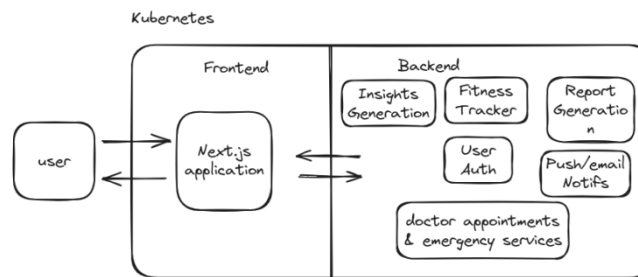 Kubernetes
Frontend
Backend
Insights
Generation
Fitness
Tracker
Report
Generatio
n
user
Next.js
application
User
Auth
Push/email
Notifs
doctor appointments
& emergency services